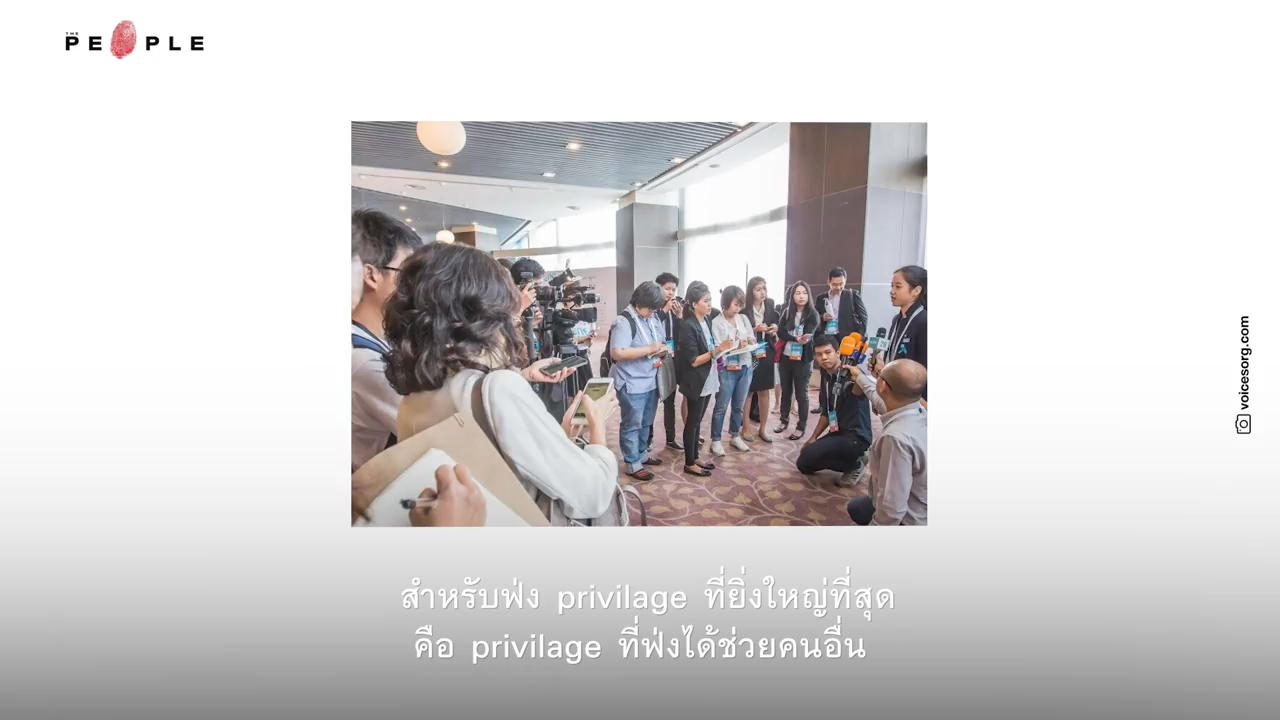 THE
PEOPLE
voicesorg.com
สำหรับฟ่ง privilage ที่ยิ่งใหญ่ที่สุด
คือ privilage ที่ฟ่งได้ช่วยคนอื่น